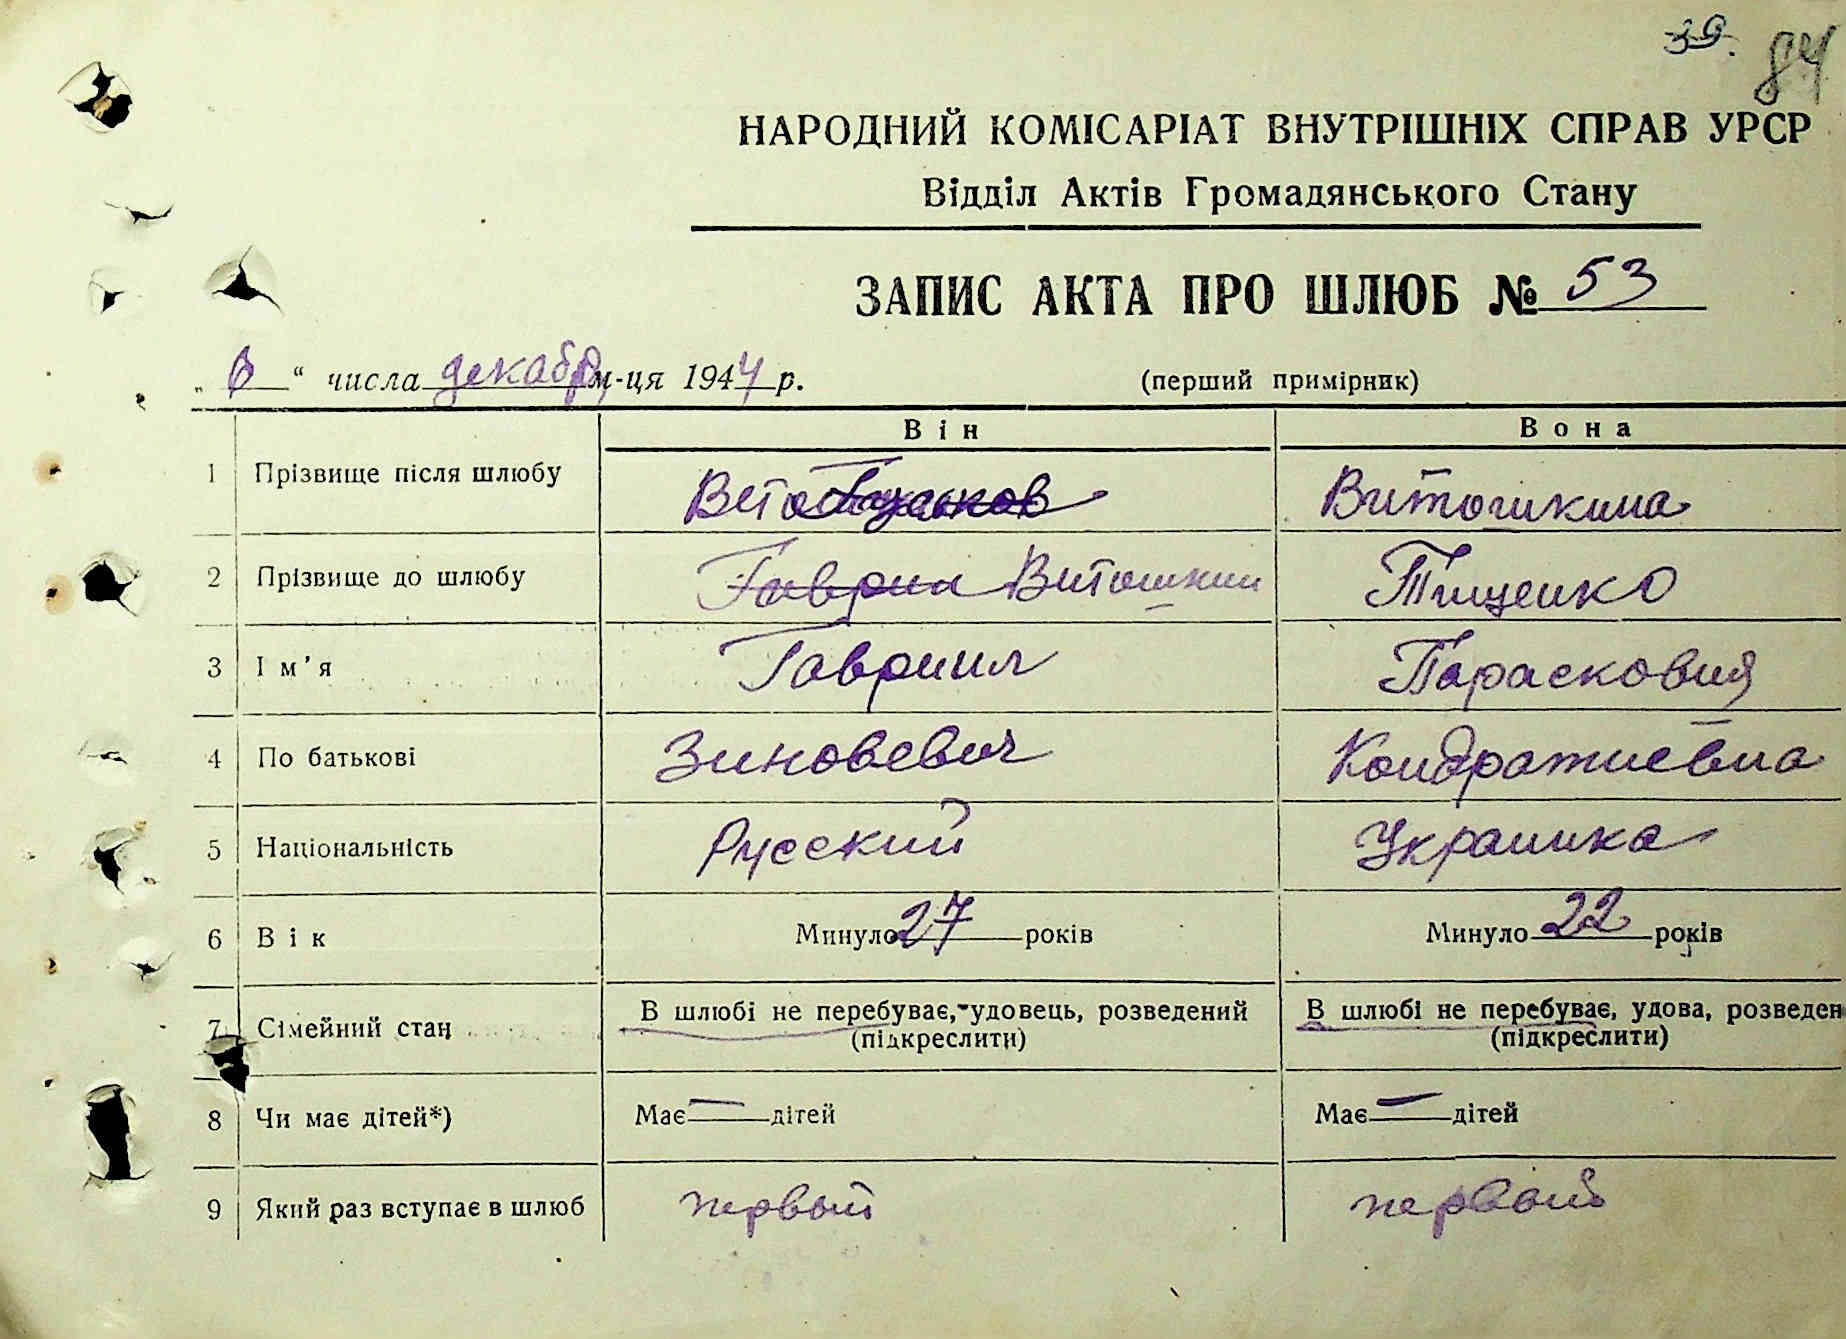 39. 84
НАРОДНИЙ КОМІСАРІАТ ВНУТРІШНІХ СПРАВ УРСР
Відділ Актів Громадянського Стану
ЗАПИС АКТА ПРО ШЛЮБ № 53
„6“ числа декабр м-ця 1944 р. (перший примірник)
Він Вона
1 Прізвище після шлюбу Витошкина
2 Прізвище до шлюбу Гаврил Витошкин Тищенко
3 Ім’я Гавриил Парасковия
4 По батькові Зиновевич Кондратиевна
5 Національність Русский Украинка
6 Вік Минуло 27 років Минуло 22 років
7 Сімейний стан В шлюбі не перебуває, удовець, розведений В шлюбі не перебуває, удова, розведен
(підкреслити) (підкреслити)
8 Чи має дітей*) Має — дітей Має — дітей
9 Який раз вступає в шлюб первый первый